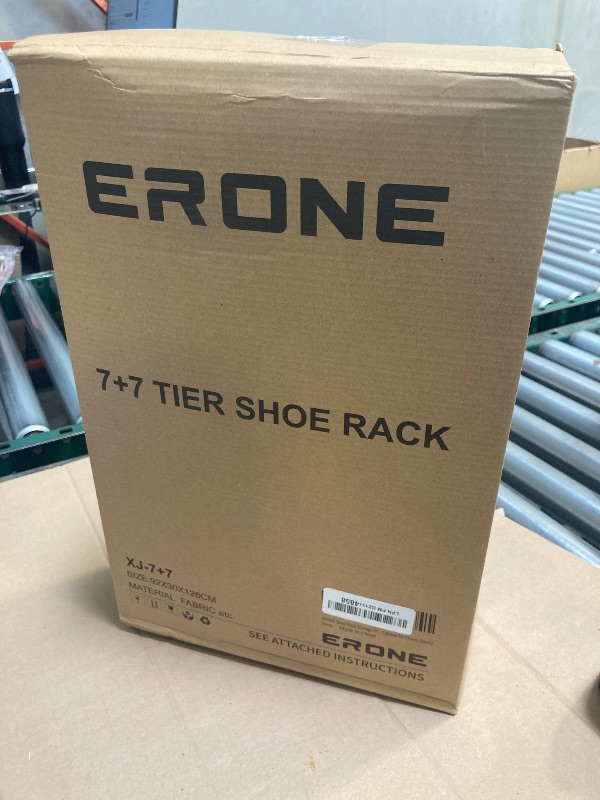 ERONE
7+7 TIER SHOE RACK
XJ-7+7
SIZE:92X30X126CM
MATERIAL: FABRIC etc.
ERONE
SEE ATTACHED INSTRUCTIONS